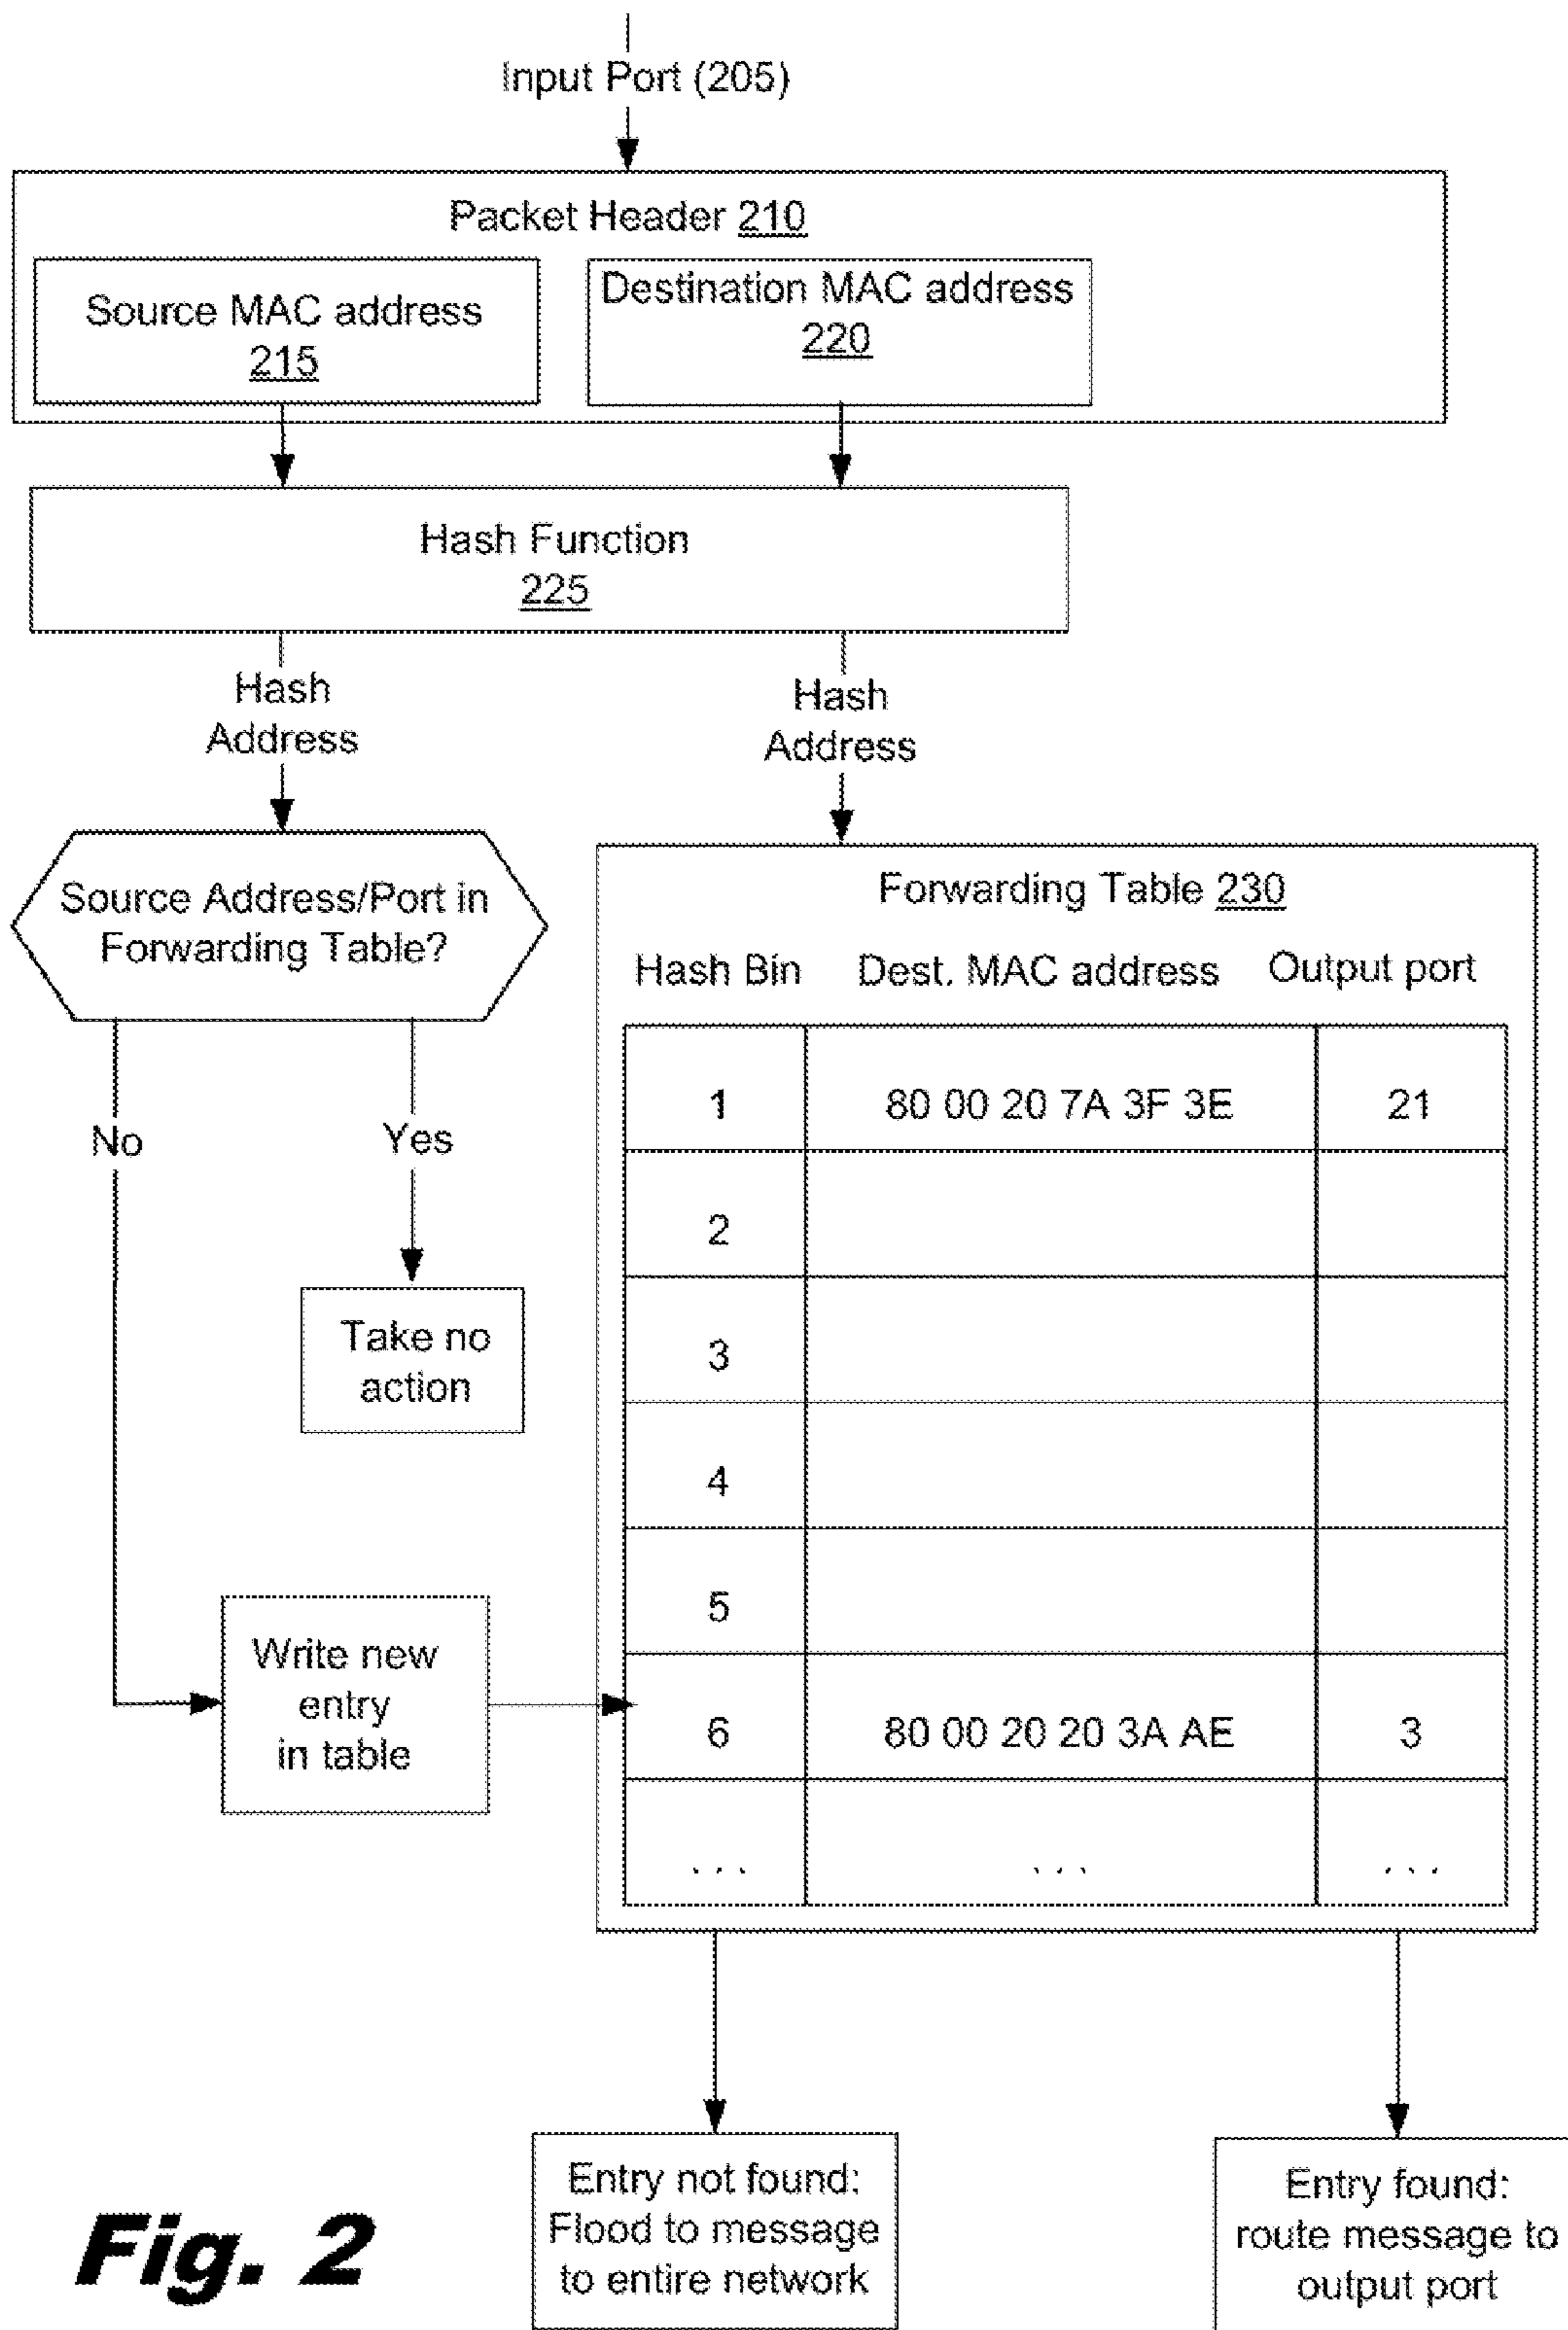 Input Port (205)
Packet Header 210
Source MAC address
215
Destination MAC address
220
Hash Function
225
Hash
Address
Hash
Address
Source Address/Port in
Forwarding Table?
No
Yes
Take no
action
Write new
entry
in table
Forwarding Table 230
Hash Bin Dest. MAC address Output port
1 80 00 20 7A 3F 3E 21
2
3
4
5
6 80 00 20 20 3A AE 3
... ... ...
Entry not found:
Flood to message
to entire network
Entry found:
route message to
output port
Fig. 2